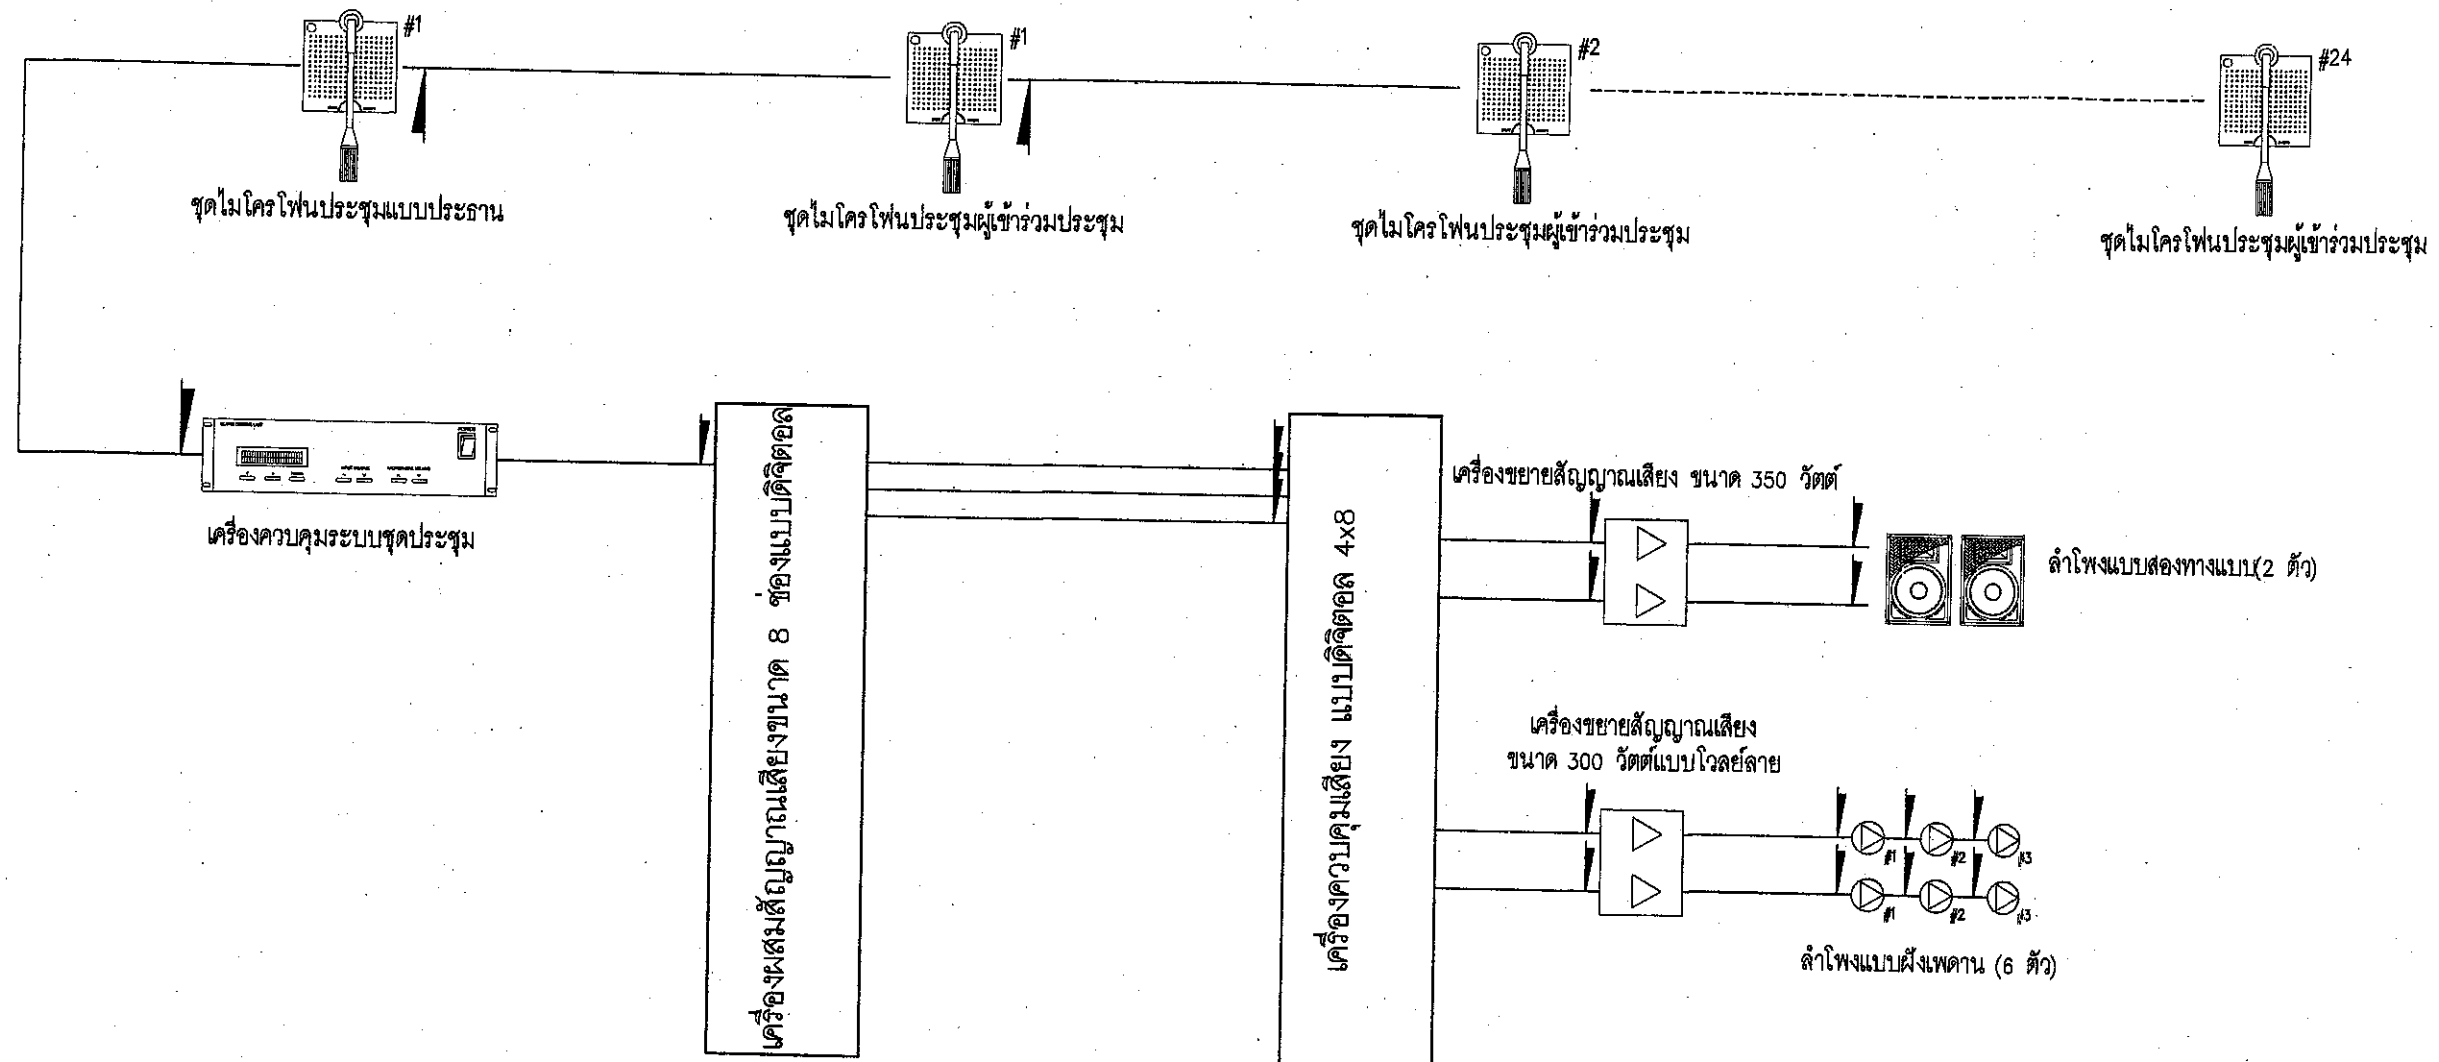 #1
#1
#2
#24
ชุดไมโครโฟนประชุมแบบประธาน
ชุดไมโครโฟนประชุมผู้เข้าร่วมประชุม
ชุดไมโครโฟนประชุมผู้เข้าร่วมประชุม
ชุดไมโครโฟนประชุมผู้เข้าร่วมประชุม
POWER
เครื่องควบคุมระบบชุดประชุม
เครื่องผสมสัญญาณเสียงขนาด 8 ช่องแบบดิจิตอล
เครื่องควบคุมเสียง แบบดิจิตอล 4x8
เครื่องขยายสัญญาณเสียง ขนาด 350 วัตต์
ลำโพงแบบสองทางแบบ(2 ตัว)
เครื่องขยายสัญญาณเสียง
ขนาด 300 วัตต์แบบโวลย์ลาย
#1 #2 #3
#1 #2 #3
ลำโพงแบบฝังเพดาน (6 ตัว)